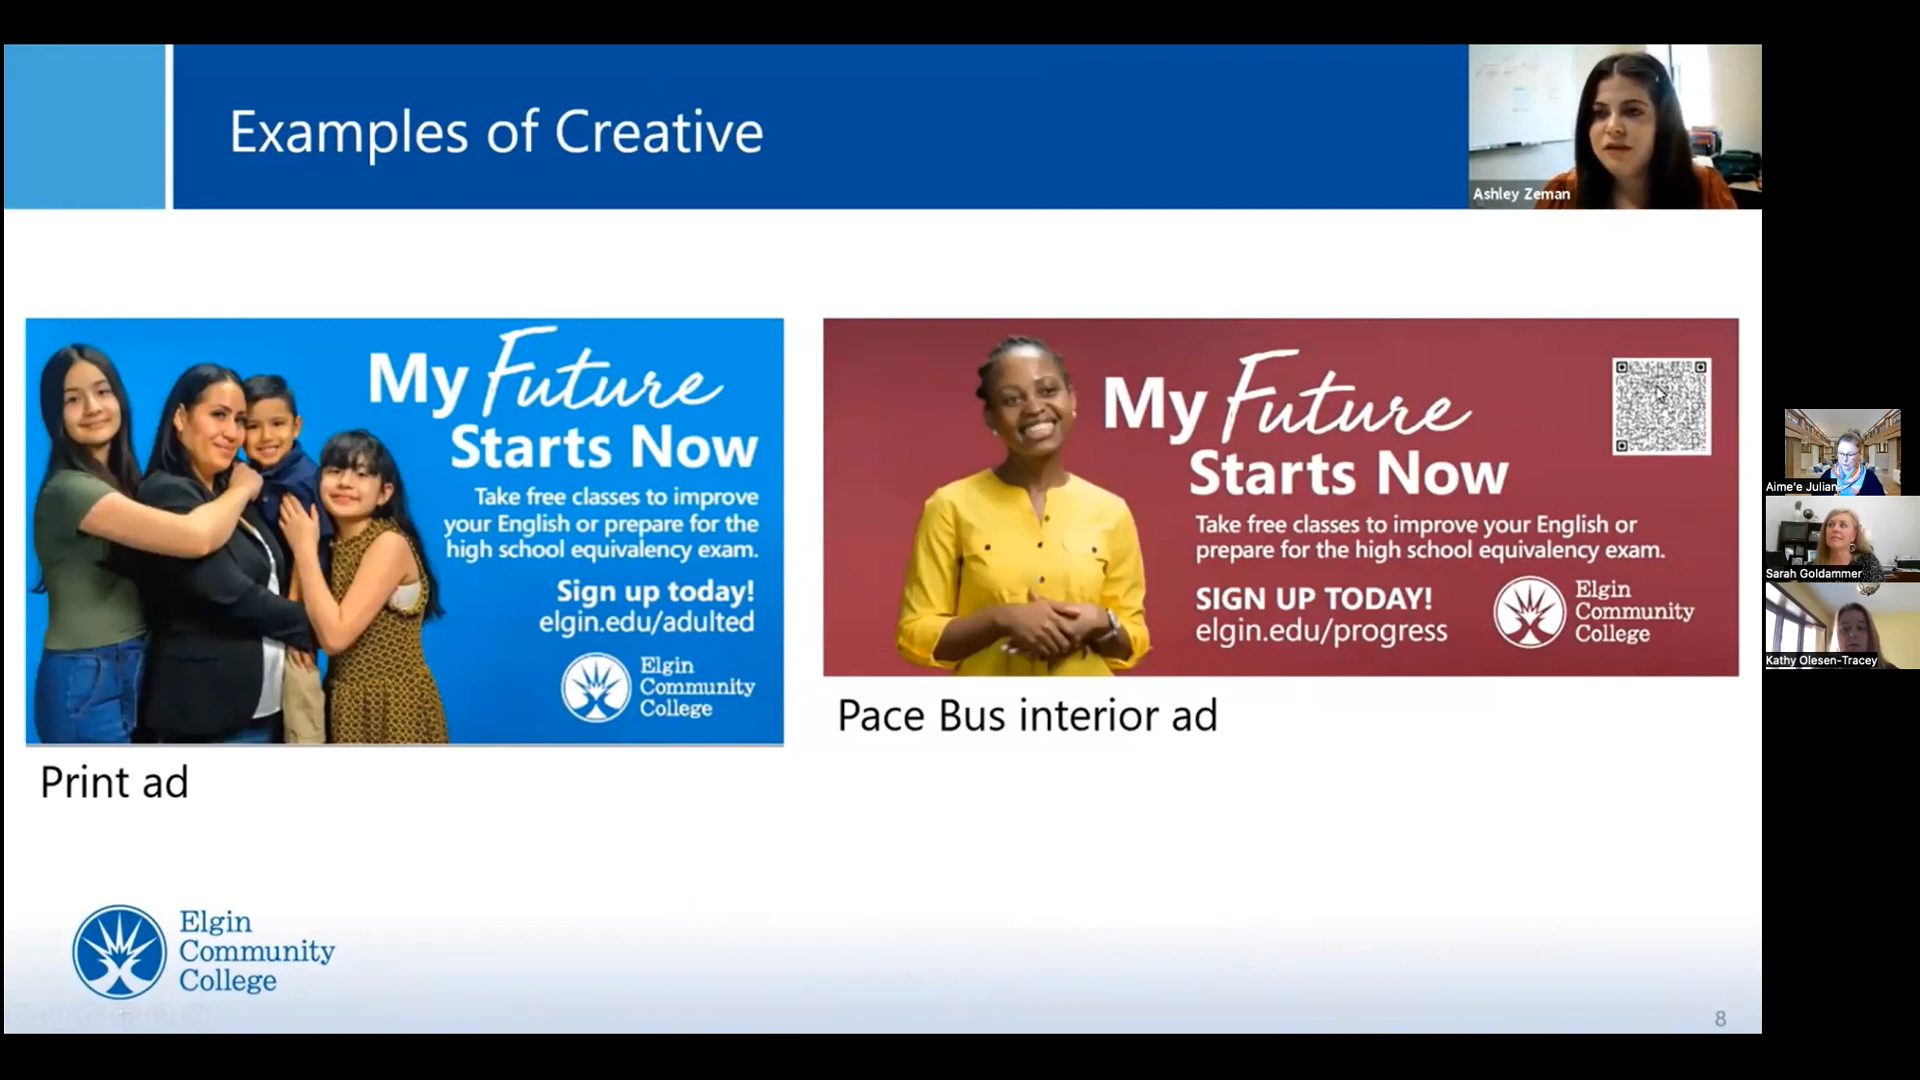 Examples of Creative
Ashley Zeman
My Future
Starts Now
Take free classes to improve
your English or prepare for the
high school equivalency exam.
Sign up today!
elgin.edu/adulted
Elgin
Community
College
Print ad
My Future
Starts Now
Take free classes to improve your English or
prepare for the high school equivalency exam.
SIGN UP TODAY!
elgin.edu/progress
Elgin
Community
College
Pace Bus interior ad
Aime'e Julian
Sarah Goldammer
Kathy Olesen-Tracey
Elgin
Community
College
8